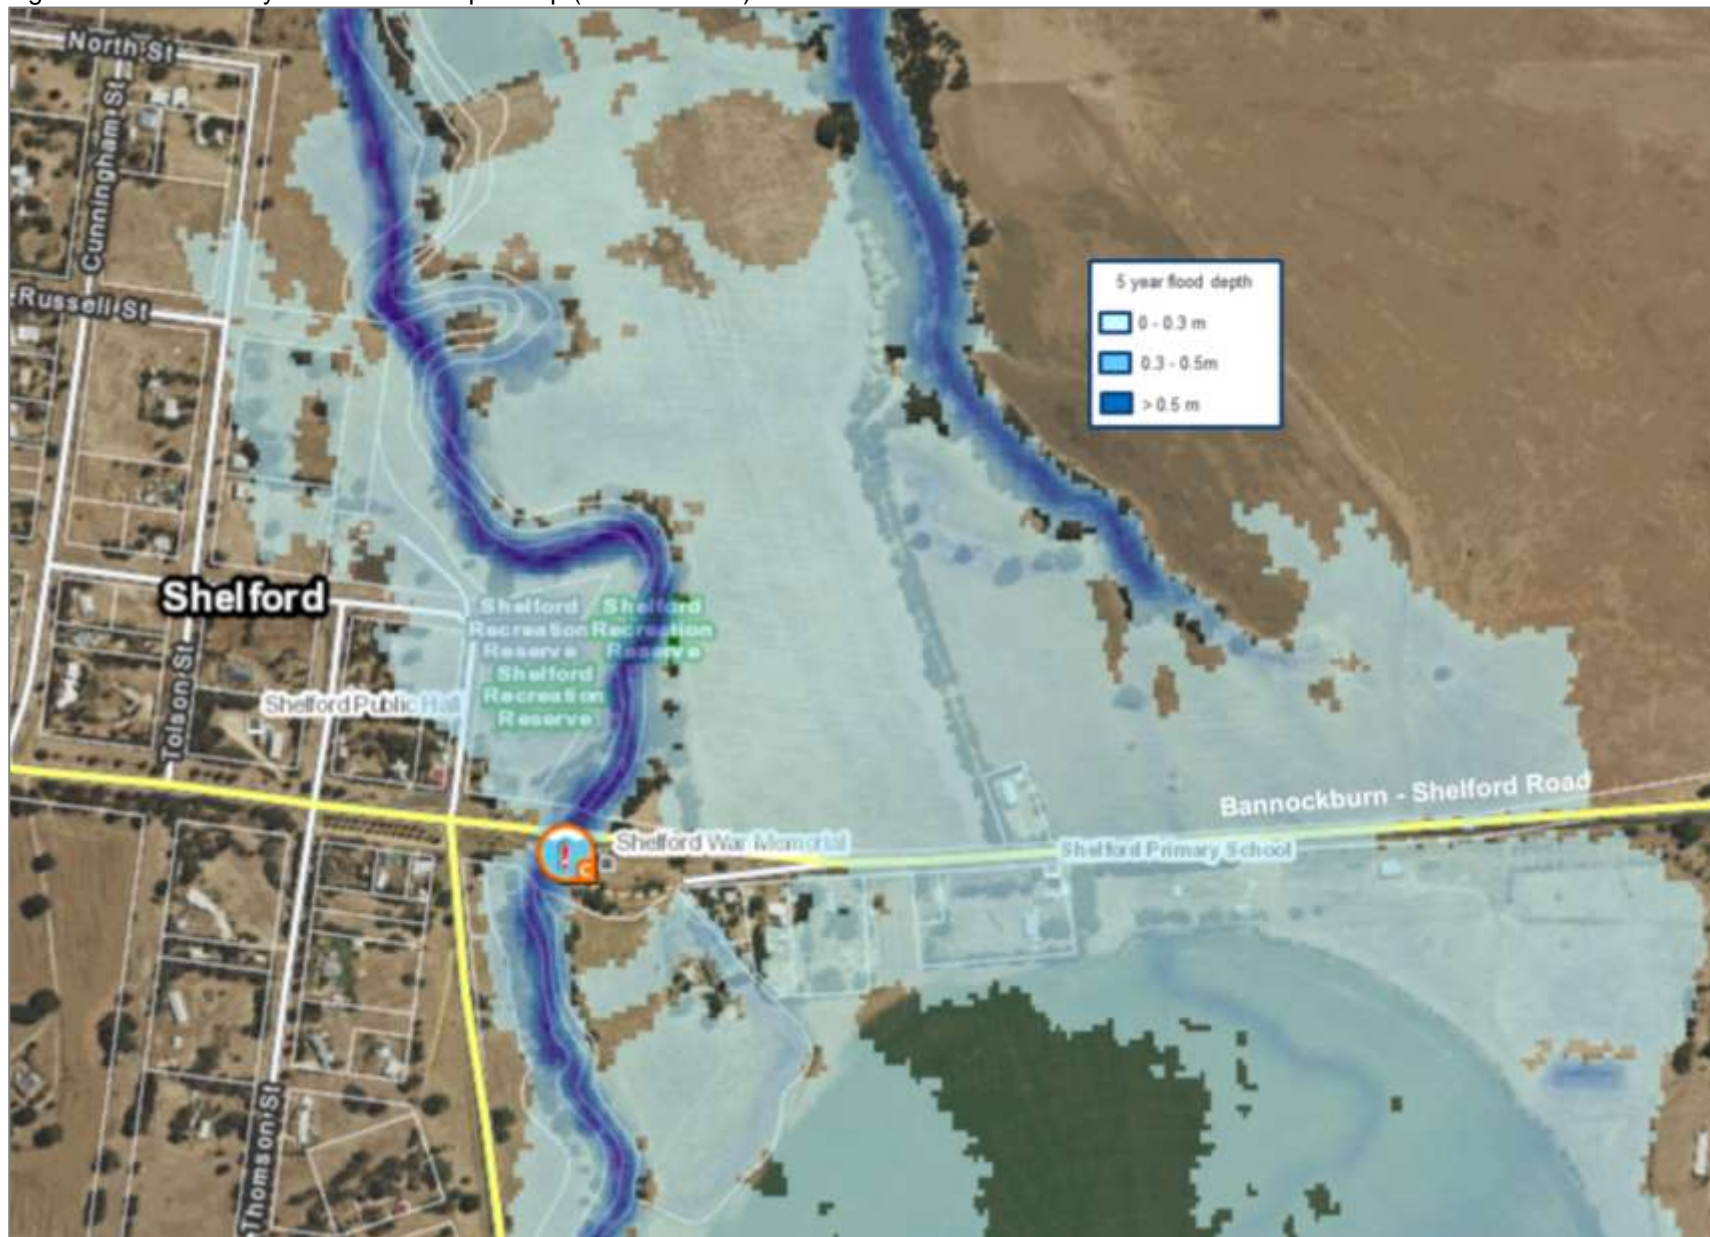 North St
Cunningham St
Russell St
5 year flood depth
0 - 0.3 m
0.3 - 0.5m
> 0.5 m
Shelford
Shelford
Recreation
Reserve
Shelford
Recreation
Reserve
Shelford
Recreation
Reserve
Shelford Public Hall
Tolson St
Bannockburn - Shelford Road
Shelford War Memorial
Shelford Primary School
Thomson St